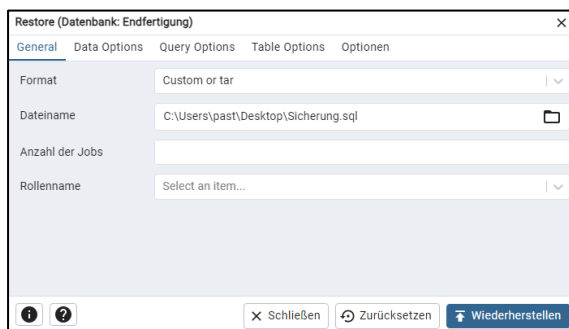 Restore (Datenbank: Endfertigung)
General Data Options Query Options Table Options Optionen
Format Custom or tar
Dateiname C:\Users\past\Desktop\Sicherung.sql
Anzahl der Jobs
Rollenname Select an item...
Schließen Zurücksetzen Wiederherstellen